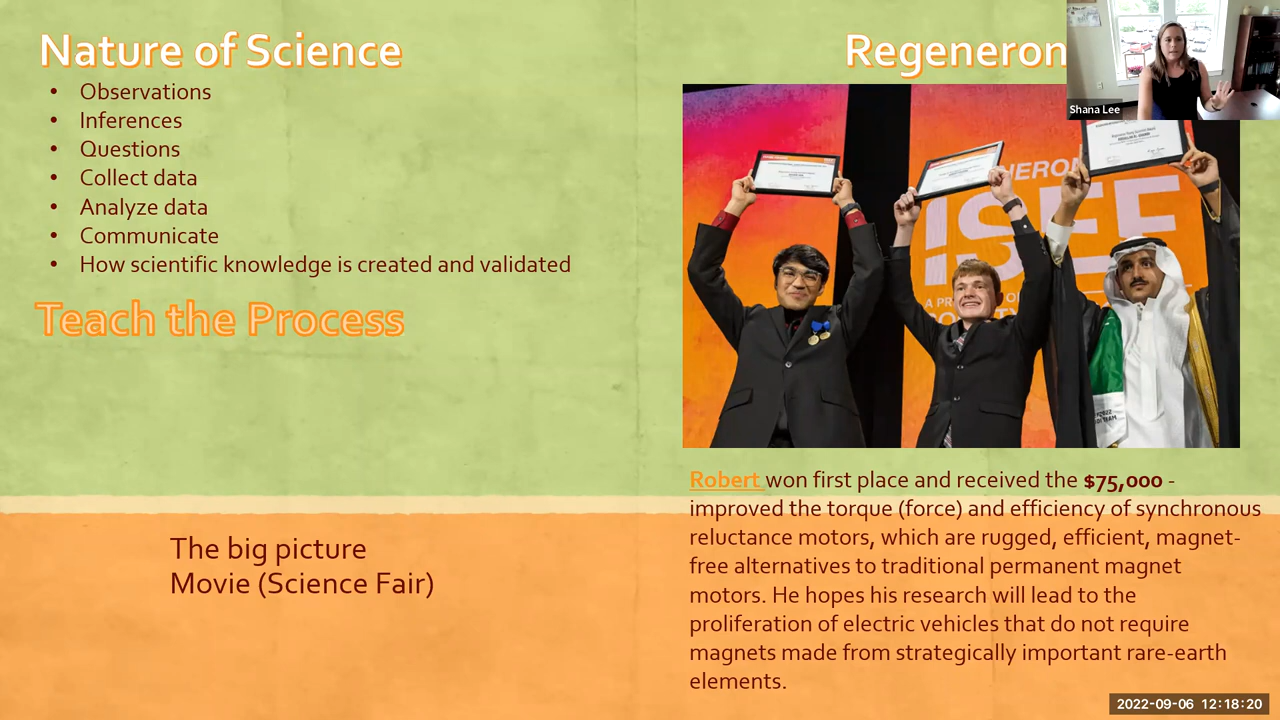 Nature of Science
• Observations
• Inferences
• Questions
• Collect data
• Analyze data
• Communicate
• How scientific knowledge is created and validated
Teach the Process
The big picture
Movie (Science Fair)
Regeneron
Shana Lee
ISEF
Robert won first place and received the $75,000 -
improved the torque (force) and efficiency of synchronous
reluctance motors, which are rugged, efficient, magnet-
free alternatives to traditional permanent magnet
motors. He hopes his research will lead to the
proliferation of electric vehicles that do not require
magnets made from strategically important rare-earth
elements.
2022-09-06 12:18:20